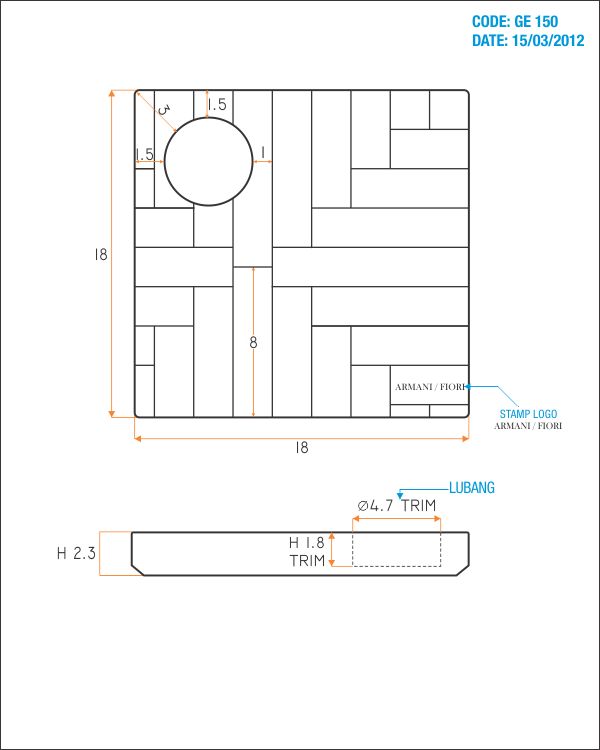 CODE: GE 150
DATE: 15/03/2012
3
1.5
1.5
1
18
8
ARMANI / FIORI
STAMP LOGO
ARMANI / FIORI
18
LUBANG
Ø4.7 TRIM
H 2.3
H 1.8
TRIM